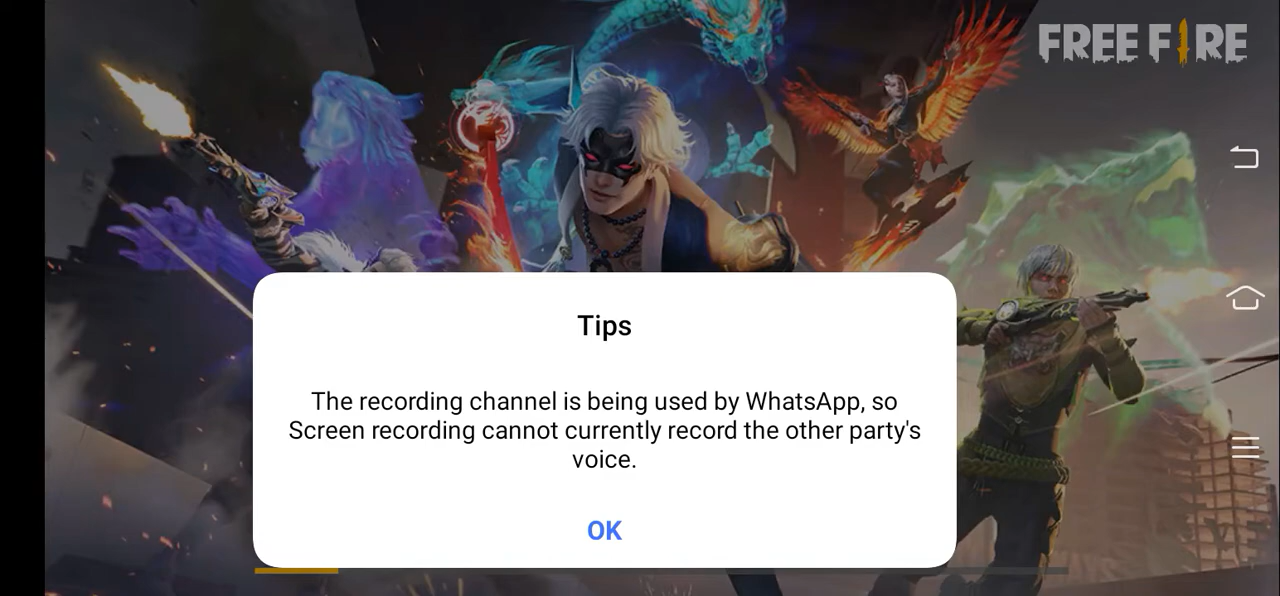 FREE FIRE
Tips
The recording channel is being used by WhatsApp, so
Screen recording cannot currently record the other party's
voice.
OK